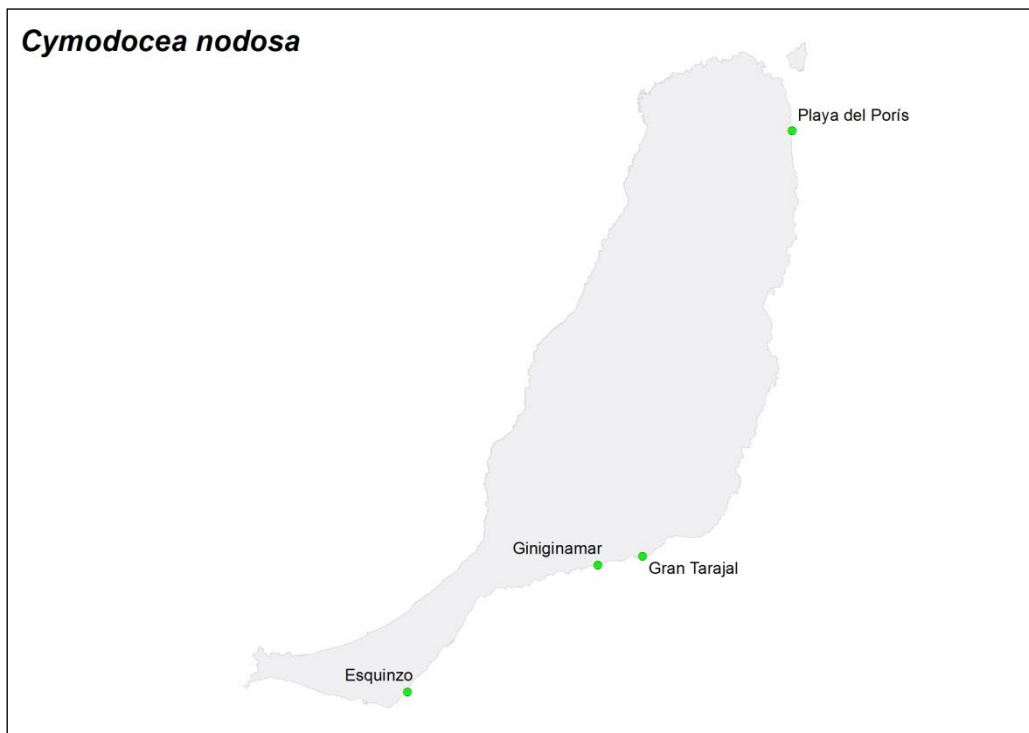 Cymodocea nodosa
Playa del Porís
Giniginamar
Gran Tarajal
Esquinzo